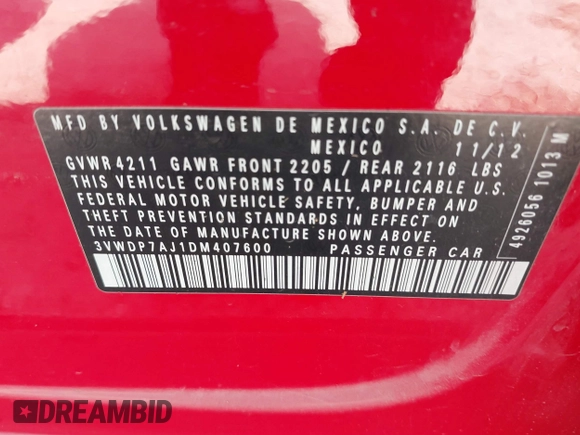 MFD BY VOLKSWAGEN DE MEXICO S.A. DE C.V.
MEXICO 11/12
GVWR 4211 GAWR FRONT 2205 / REAR 2116 LBS
THIS VEHICLE CONFORMS TO ALL APPLICABLE U.S.
FEDERAL MOTOR VEHICLE SAFETY, BUMPER AND
THEFT PREVENTION STANDARDS IN EFFECT ON
THE DATE OF MANUFACTURE SHOWN ABOVE.
3VWDP7AJ1DM407600 PASSENGER CAR
4926056 1013 M
DREAMBID